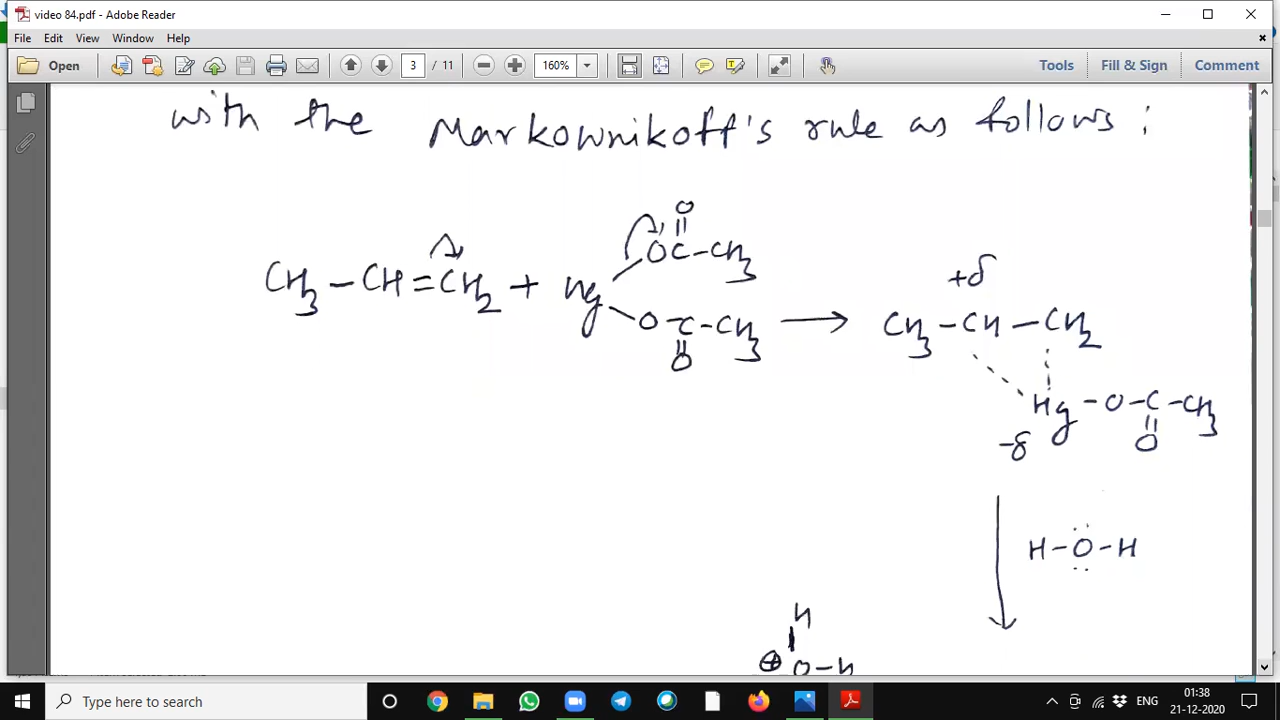 video 84.pdf - Adobe Reader
File Edit View Window Help
Open 3 / 11 160% Tools Fill & Sign Comment
with the Markownikoff's rule as follows :
O
||
OC-CH3
CH3-CH=CH2 + Hg
O-C-CH3
||
O
→
+δ
CH3-CH-CH2
Hg-O-C-CH3
-δ
||
O
H-O-H
H
⊕ O-H
Type here to search
ENG
01:38
21-12-2020